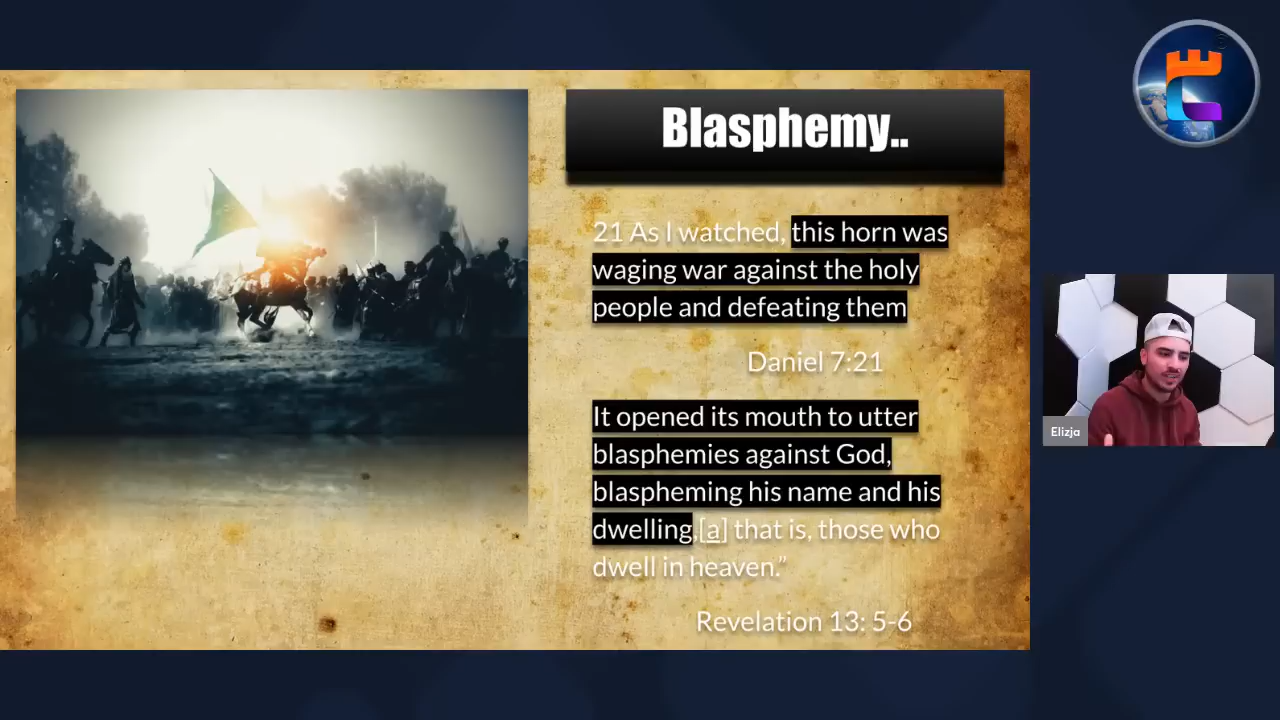 Blasphemy..
21 As I watched, this horn was
waging war against the holy
people and defeating them
Daniel 7:21
It opened its mouth to utter
blasphemies against God,
blaspheming his name and his
dwelling,[a] that is, those who
dwell in heaven.”
Revelation 13: 5-6
Elizja